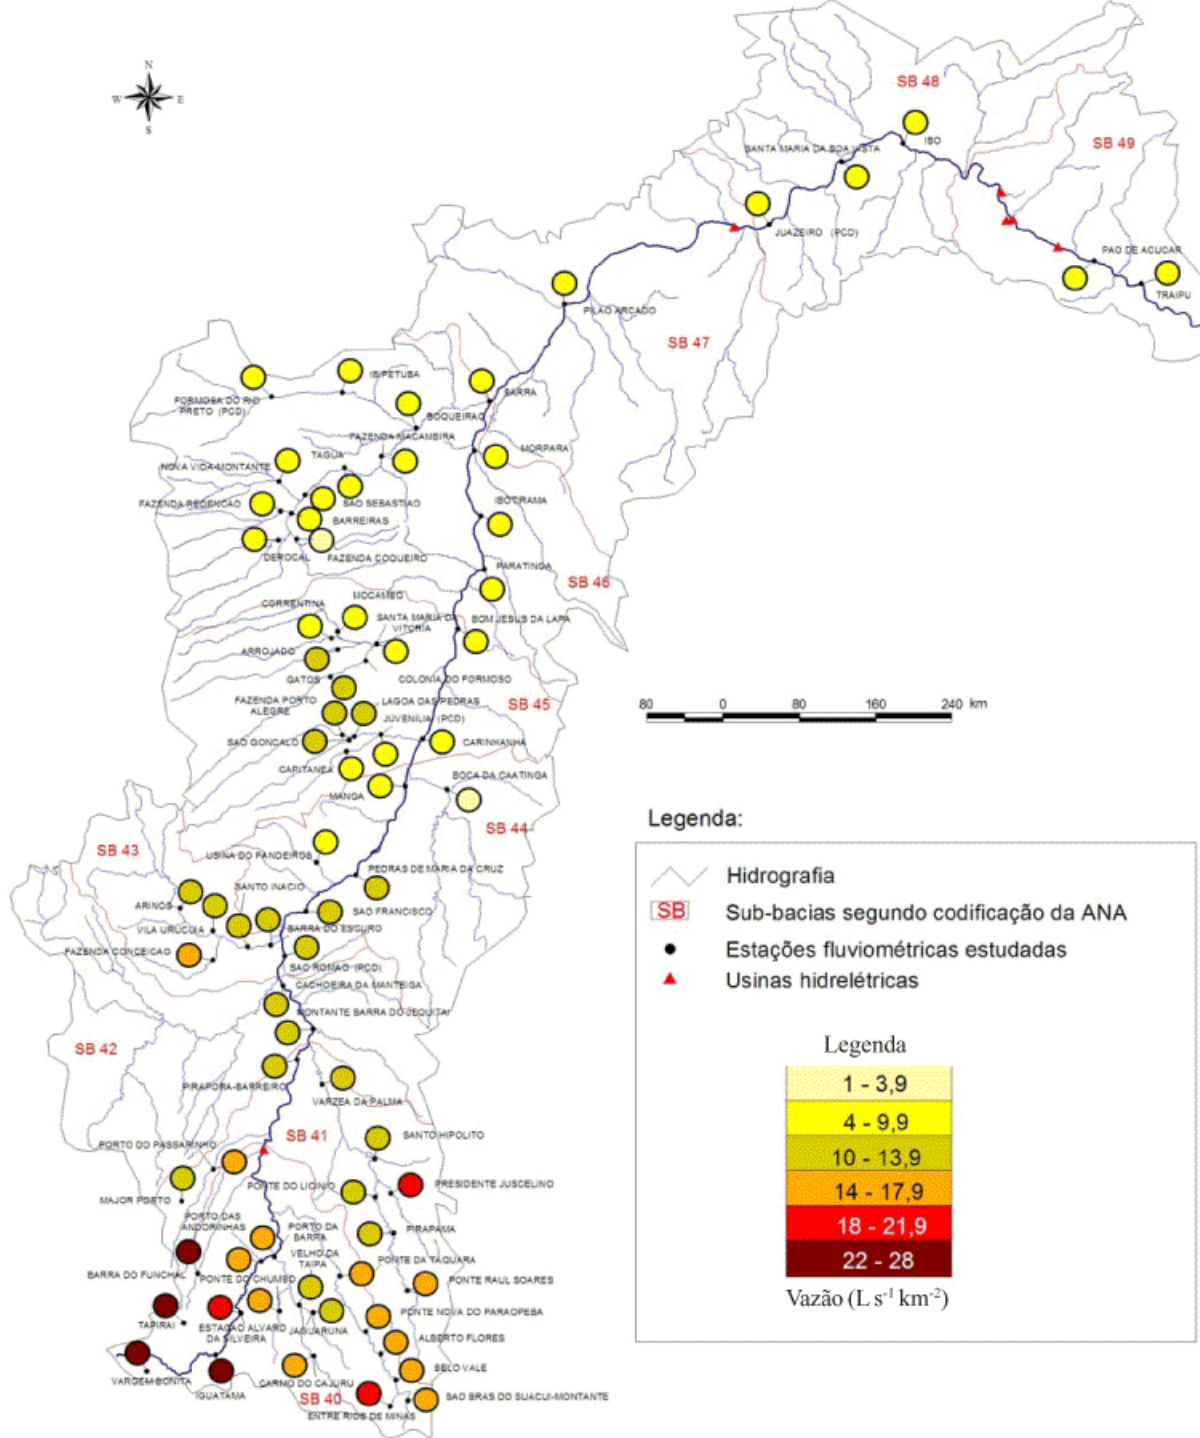 N
W
E
S
SB 48
IBO
SANTA MARIA DA BOA VISTA
SB 49
JUAZEIRO (PCD)
PAO DE ACUCAR
TRAIPU
PILAO ARCADO
SB 47
IBIPETUBA
FORMOSA DO RIO
PRETO (PCD)
BARRA
BOQUEIRAO
FAZENDA MACAMBIRA
MORPARA
TAGUA
NOVA VIDA-MONTANTE
FAZENDA REDENCAO
SAO SEBASTIAO
IBOTIRAMA
BARREIRAS
DEROCAL
FAZENDA COQUEIRO
PARATINGA
SB 46
MOCAMBO
CORRENTINA
SANTA MARIA DA
VITORIA
BOM JESUS DA LAPA
ARROJADO
GATOS
COLONIA DO FORMOSO
FAZENDA PORTO
ALEGRE
LAGOA DAS PEDRAS
SB 45
JUVENILIA (PCD)
SAO GONCALO
CARINHANHA
CAPITANEA
BOCA DA CAATINGA
MANGA
SB 44
80 0 80 160 240 km
SB 43
USINA DO PANDEIROS
PEDRAS DE MARIA DA CRUZ
SANTO INACIO
ARINOS
SAO FRANCISCO
VILA URUCUIA
BARRA DO ESCURO
FAZENDA CONCEICAO
SAO ROMAO (PCD)
CACHOEIRA DA MANTEIGA
MONTANTE BARRA DO JEQUITAI
SB 42
PIRAPORA-BARREIRO
VARZEA DA PALMA
SB 41
SANTO HIPOLITO
PORTO DO PASSARINHO
PONTE DO LICINIO
PRESIDENTE JUSCELINO
MAJOR PORTO
PORTO DAS
ANDORINHAS
PORTO DA
BARRA
PIRAPAMA
VELHO DA
TAIPA
PONTE DA TAQUARA
BARRA DO FUNCHAL
PONTE DO CHUMBO
PONTE RAUL SOARES
PONTE NOVA DO PARAOPEBA
TAPIRAI
ESTACAO ALVARO
DA SILVEIRA
JAGUARUNA
ALBERTO FLORES
BELO VALE
VARGEM BONITA
IGUATAMA
CARMO DO CAJURU
SB 40
SAO BRAS DO SUACUI-MONTANTE
ENTRE RIOS DE MINAS
Legenda:
Hidrografia
SB Sub-bacias segundo codificação da ANA
Estações fluviométricas estudadas
Usinas hidrelétricas
Legenda
1 - 3,9
4 - 9,9
10 - 13,9
14 - 17,9
18 - 21,9
22 - 28
Vazão (L s-1 km-2)